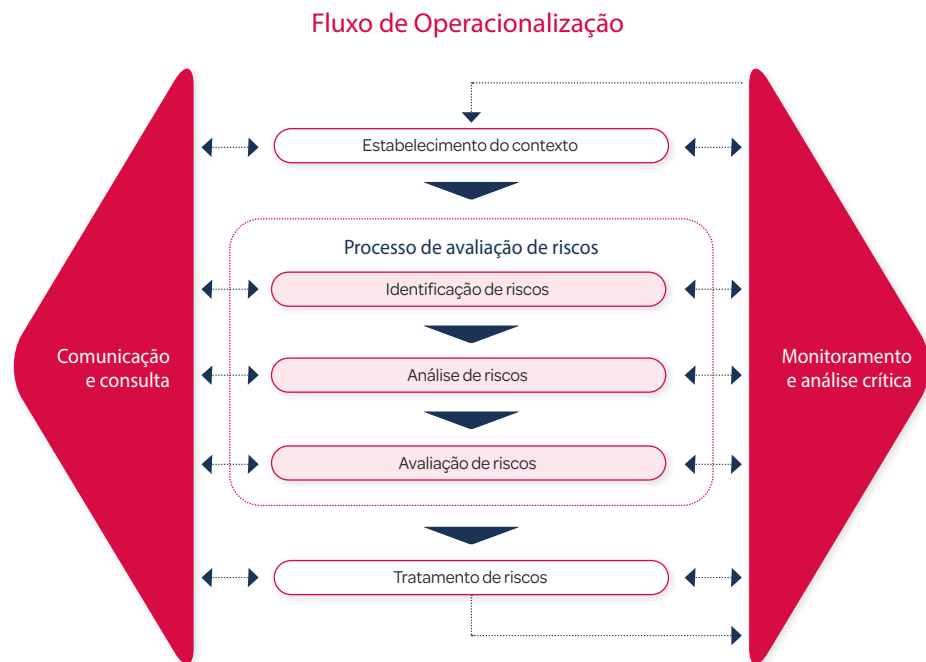 Fluxo de Operacionalização
Estabelecimento do contexto
Processo de avaliação de riscos
Identificação de riscos
Comunicação
e consulta
Análise de riscos
Monitoramento
e análise crítica
Avaliação de riscos
Tratamento de riscos